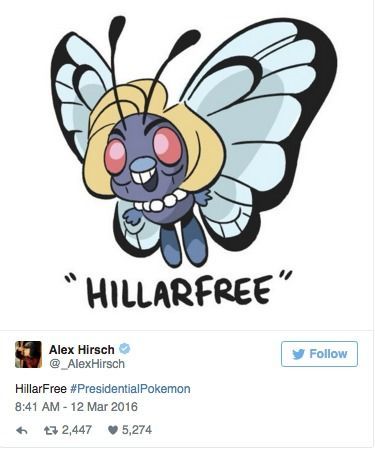 "HILLARFREE"
Alex Hirsch
@_AlexHirsch
Follow
HillarFree #PresidentialPokemon
8:41 AM - 12 Mar 2016
2,447 5,274